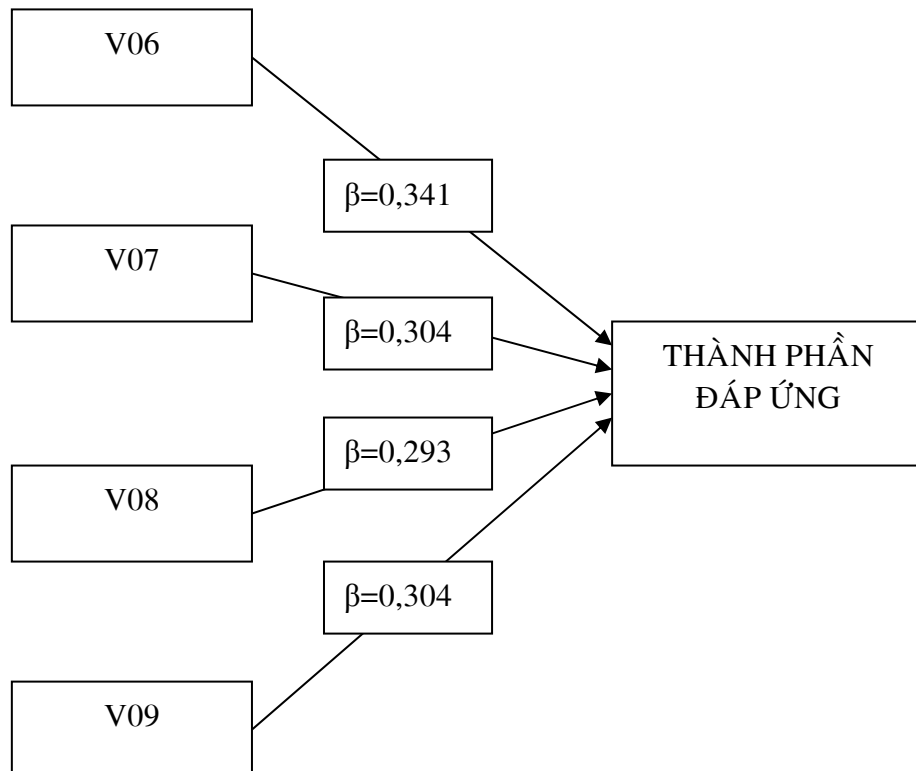 V06
β=0,341
V07
β=0,304
THÀNH PHẦN
ĐÁP ỨNG
β=0,293
V08
β=0,304
V09